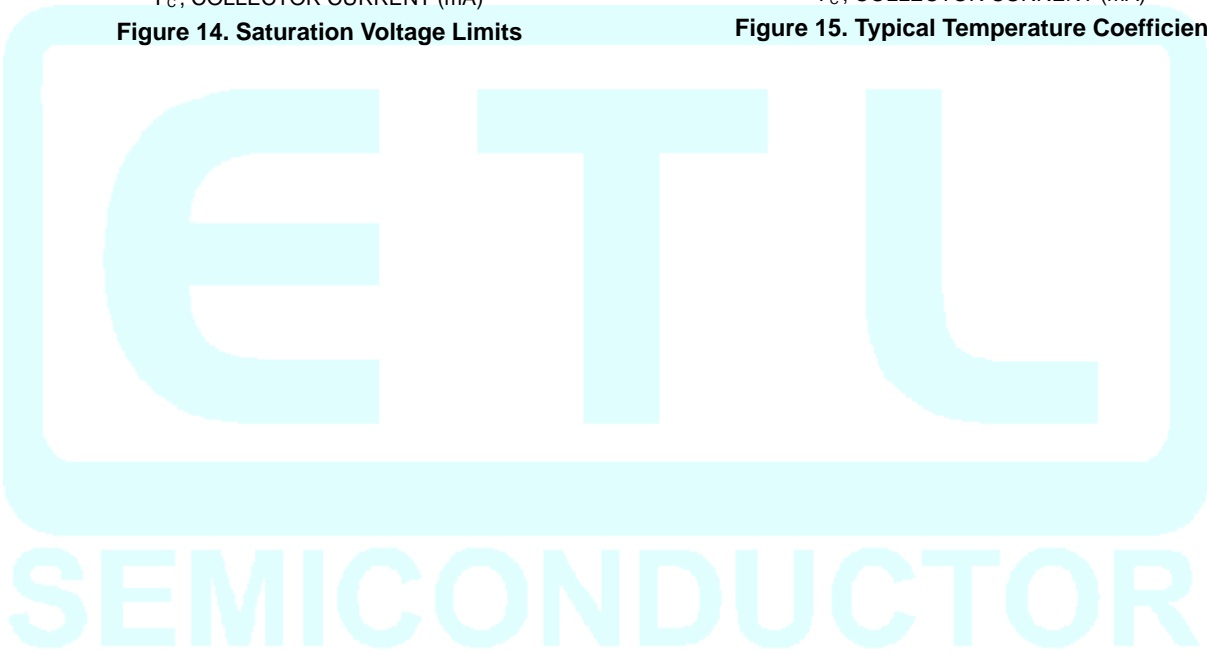 I C, COLLECTOR CURRENT (mA)
I C, COLLECTOR CURRENT (mA)
Figure 14. Saturation Voltage Limits
Figure 15. Typical Temperature Coefficien
ETL
SEMICONDUCTOR